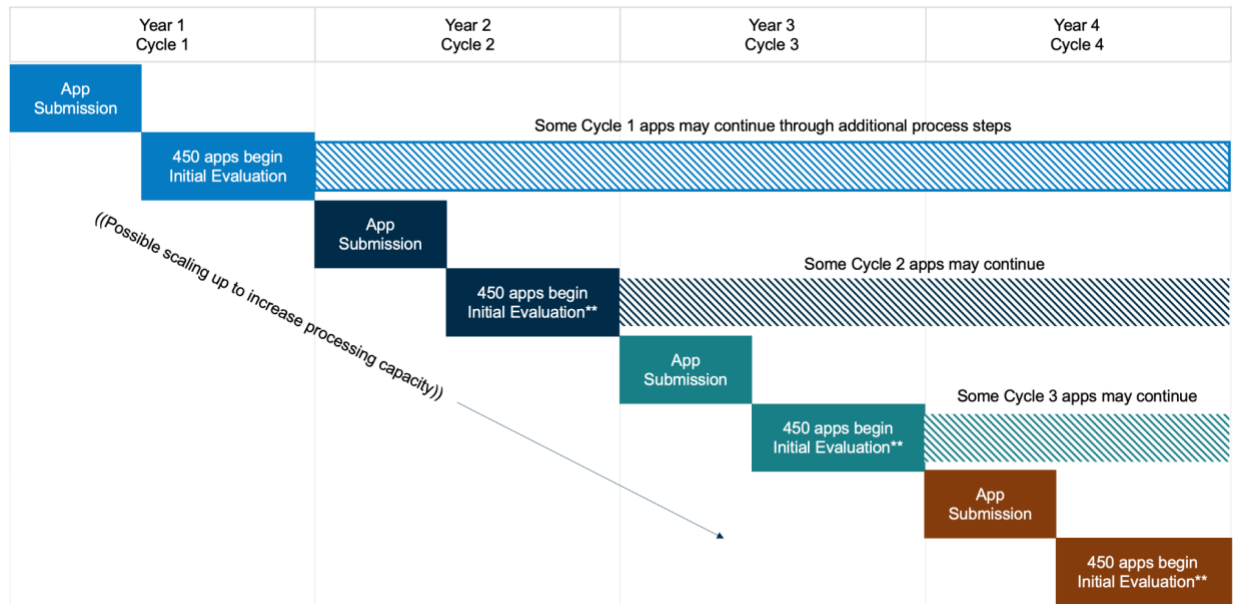 Year 1
Cycle 1
Year 2
Cycle 2
Year 3
Cycle 3
Year 4
Cycle 4
App
Submission
Some Cycle 1 apps may continue through additional process steps
450 apps begin
Initial Evaluation
((Possible scaling up to increase processing capacity))
App
Submission
Some Cycle 2 apps may continue
450 apps begin
Initial Evaluation**
App
Submission
Some Cycle 3 apps may continue
450 apps begin
Initial Evaluation**
App
Submission
450 apps begin
Initial Evaluation**